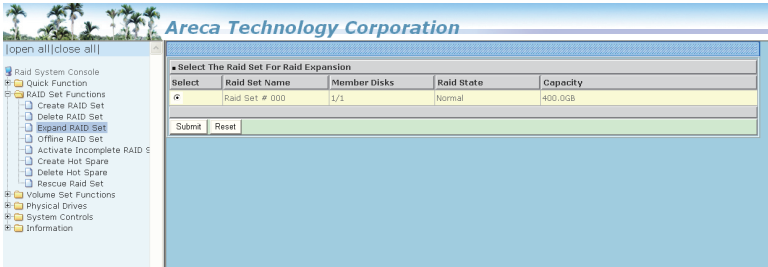 Areca Technology Corporation
|open all|close all|
Raid System Console
Quick Function
RAID Set Functions
Create RAID Set
Delete RAID Set
Expand RAID Set
Offline RAID Set
Activate Incomplete RAID S
Create Hot Spare
Delete Hot Spare
Rescue Raid Set
Volume Set Functions
Physical Drives
System Controls
Information
Select The Raid Set For Raid Expansion
Select Raid Set Name Member Disks Raid State Capacity
Raid Set # 000 1/1 Normal 400.0GB
Submit Reset